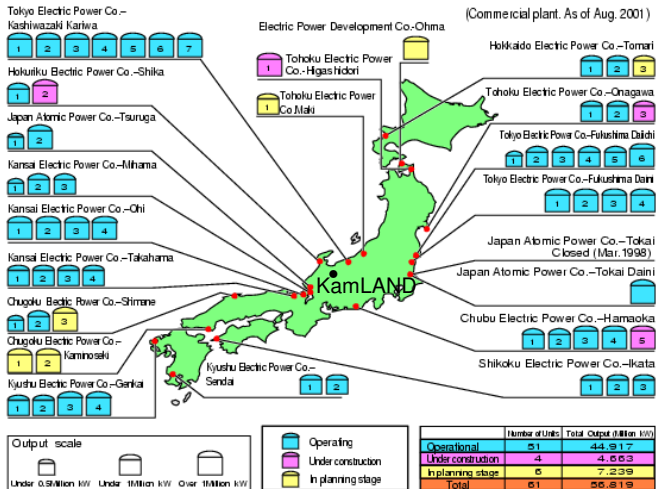 Tokyo Electric Power Co.–
Kashiwazaki Kariwa
1 2 3 4 5 6 7
Hokuriku Electric Power Co.–Shika
1 2
Japan Atomic Power Co.–Tsuruga
1 2
Kansai Electric Power Co.–Mihama
1 2 3
Kansai Electric Power Co.–Ohi
1 2 3 4
Kansai Electric Power Co.–Takahama
1 2 3 4
Chugoku Electric Power Co.–Shimane
1 2 3
Chugoku Electric Power Co.–
Kaminoseki
1 2
Kyushu Electric Power Co.–Genkai
1 2 3 4
Electric Power Development Co.-Ohma
Tohoku Electric Power
Co.-Higashidori
1
Tohoku Electric Power
Co.Maki
1
(Commercial plant. As of Aug. 2001)
Hokkaido Electric Power Co.–Tomari
1 2 3
Tohoku Electric Power Co.–Onagawa
1 2 3
Tokyo Electric Power Co.–Fukushima Daiichi
1 2 3 4 5 6
Tokyo Electric Power Co.–Fukushima Daini
1 2 3 4
Japan Atomic Power Co.–Tokai
Closed (Mar.1998)
Japan Atomic Power Co.–Tokai Daini
KamLAND
Chubu Electric Power Co.–Hamaoka
1 2 3 4 5
Shikoku Electric Power Co.–Ikata
1 2 3
Kyushu Electric Power Co.–
Sendai
1 2
Output scale
Under 0.5Million kW Under 1Million kW Over 1Million kW
Operating
Under construction
In planning stage
Number of Units Total Output (Million kW)
Operational 51 44.917
Under construction 4 4.663
In planning stage 6 7.239
Total 61 56.819